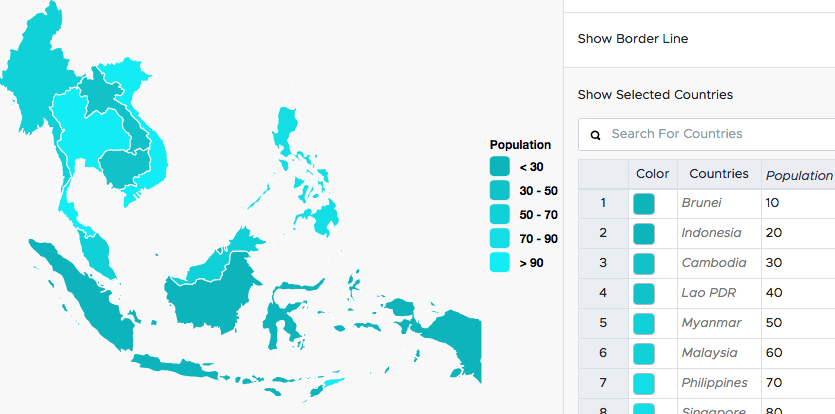 Show Border Line
Show Selected Countries
Search For Countries
Population
< 30
30 - 50
50 - 70
70 - 90
> 90
Color Countries Population
1 Brunei 10
2 Indonesia 20
3 Cambodia 30
4 Lao PDR 40
5 Myanmar 50
6 Malaysia 60
7 Philippines 70
8 Singapore 80